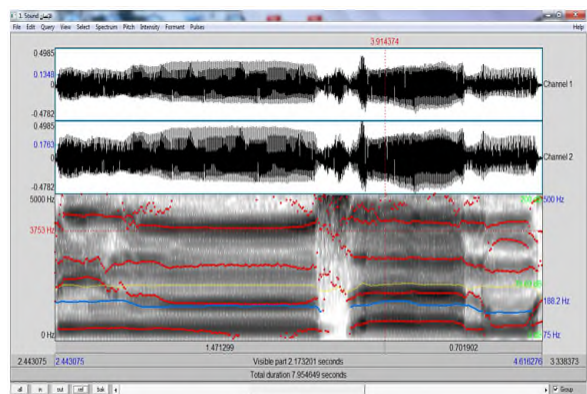 1. Sound الإنسان
File Edit Query View Select Spectrum Pitch Intensity Formant Pulses Help
3.914374
0.4985
0.1348
0
-0.4782
Channel 1
0.4985
0.1763
0
-0.4782
Channel 2
5000 Hz
500 Hz
3753 Hz
188.2 Hz
0 Hz
75 Hz
1.471299 0.701902
2.443075 2.443075 Visible part 2.173201 seconds 4.616276 3.338373
Total duration 7.954649 seconds
all in out sel bak Group